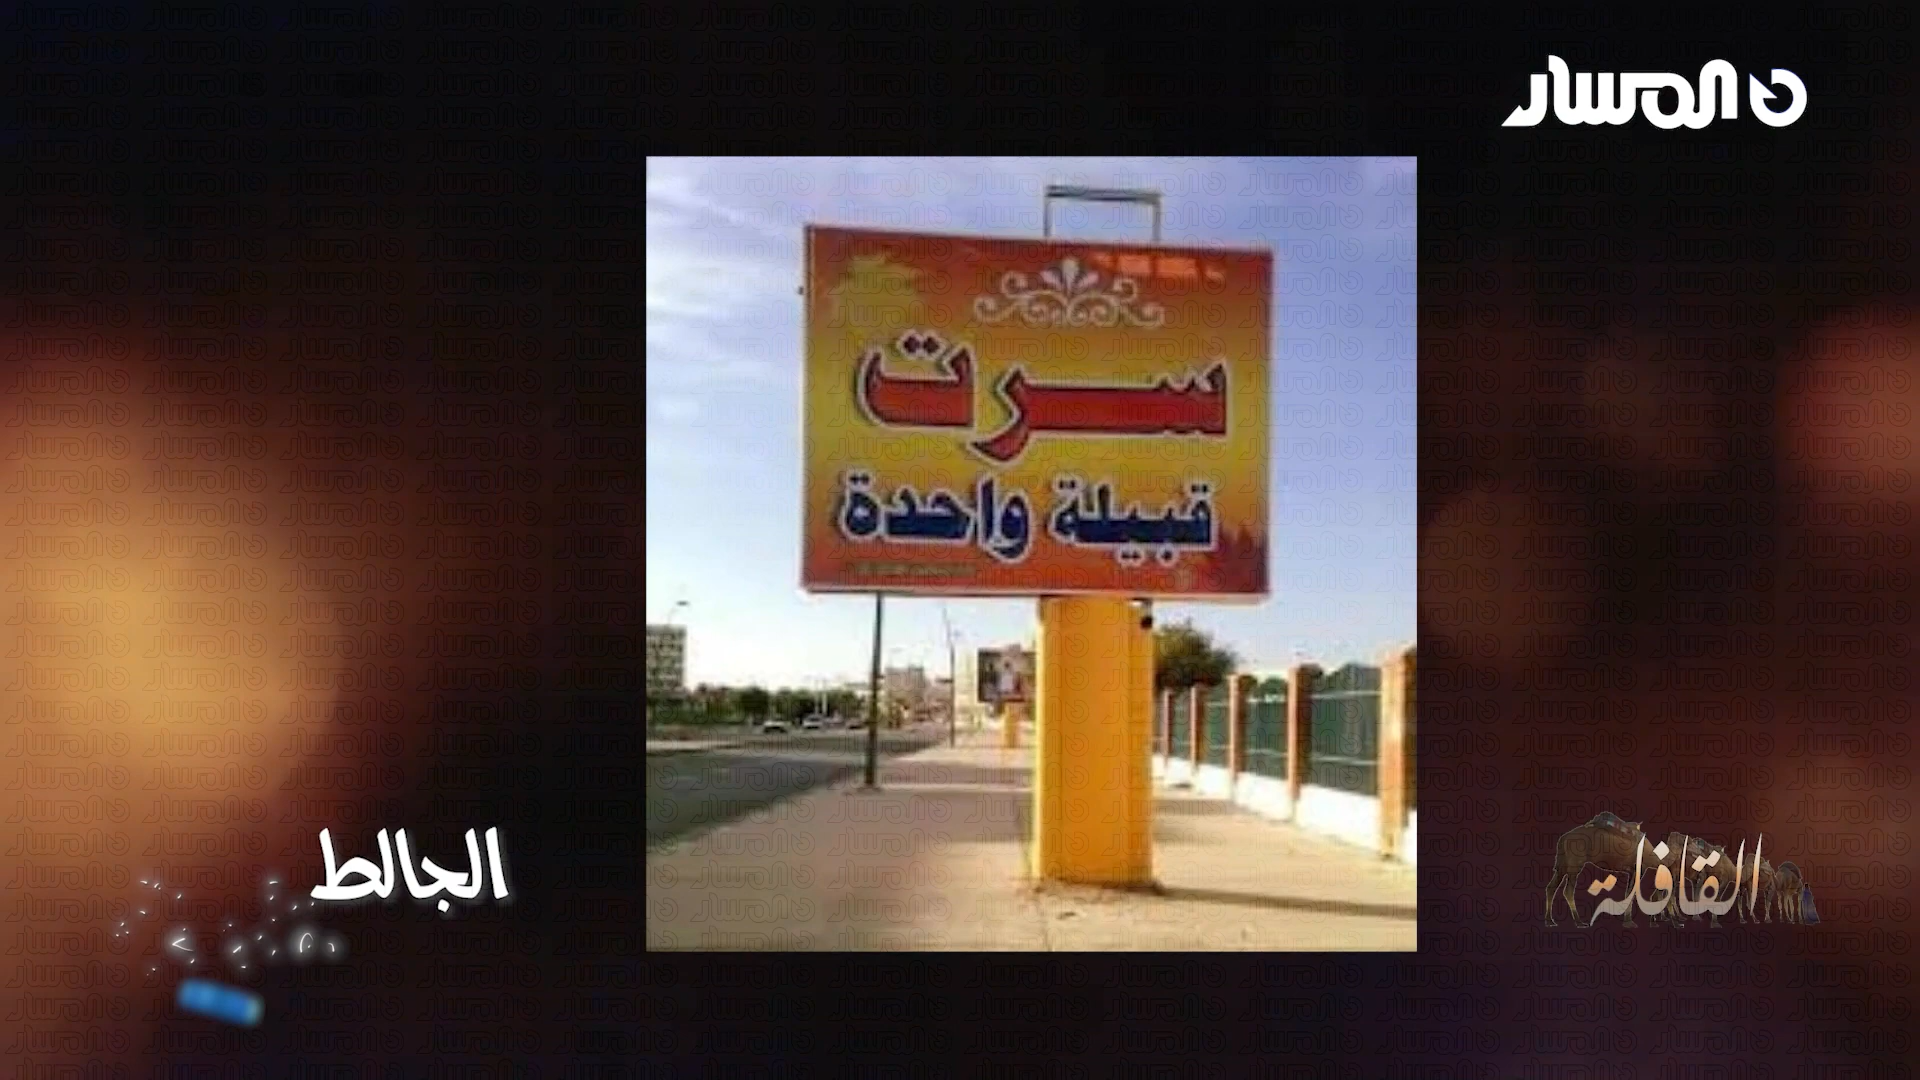 المسار
سرت
قبيلة واحدة
القافلة
الجالط